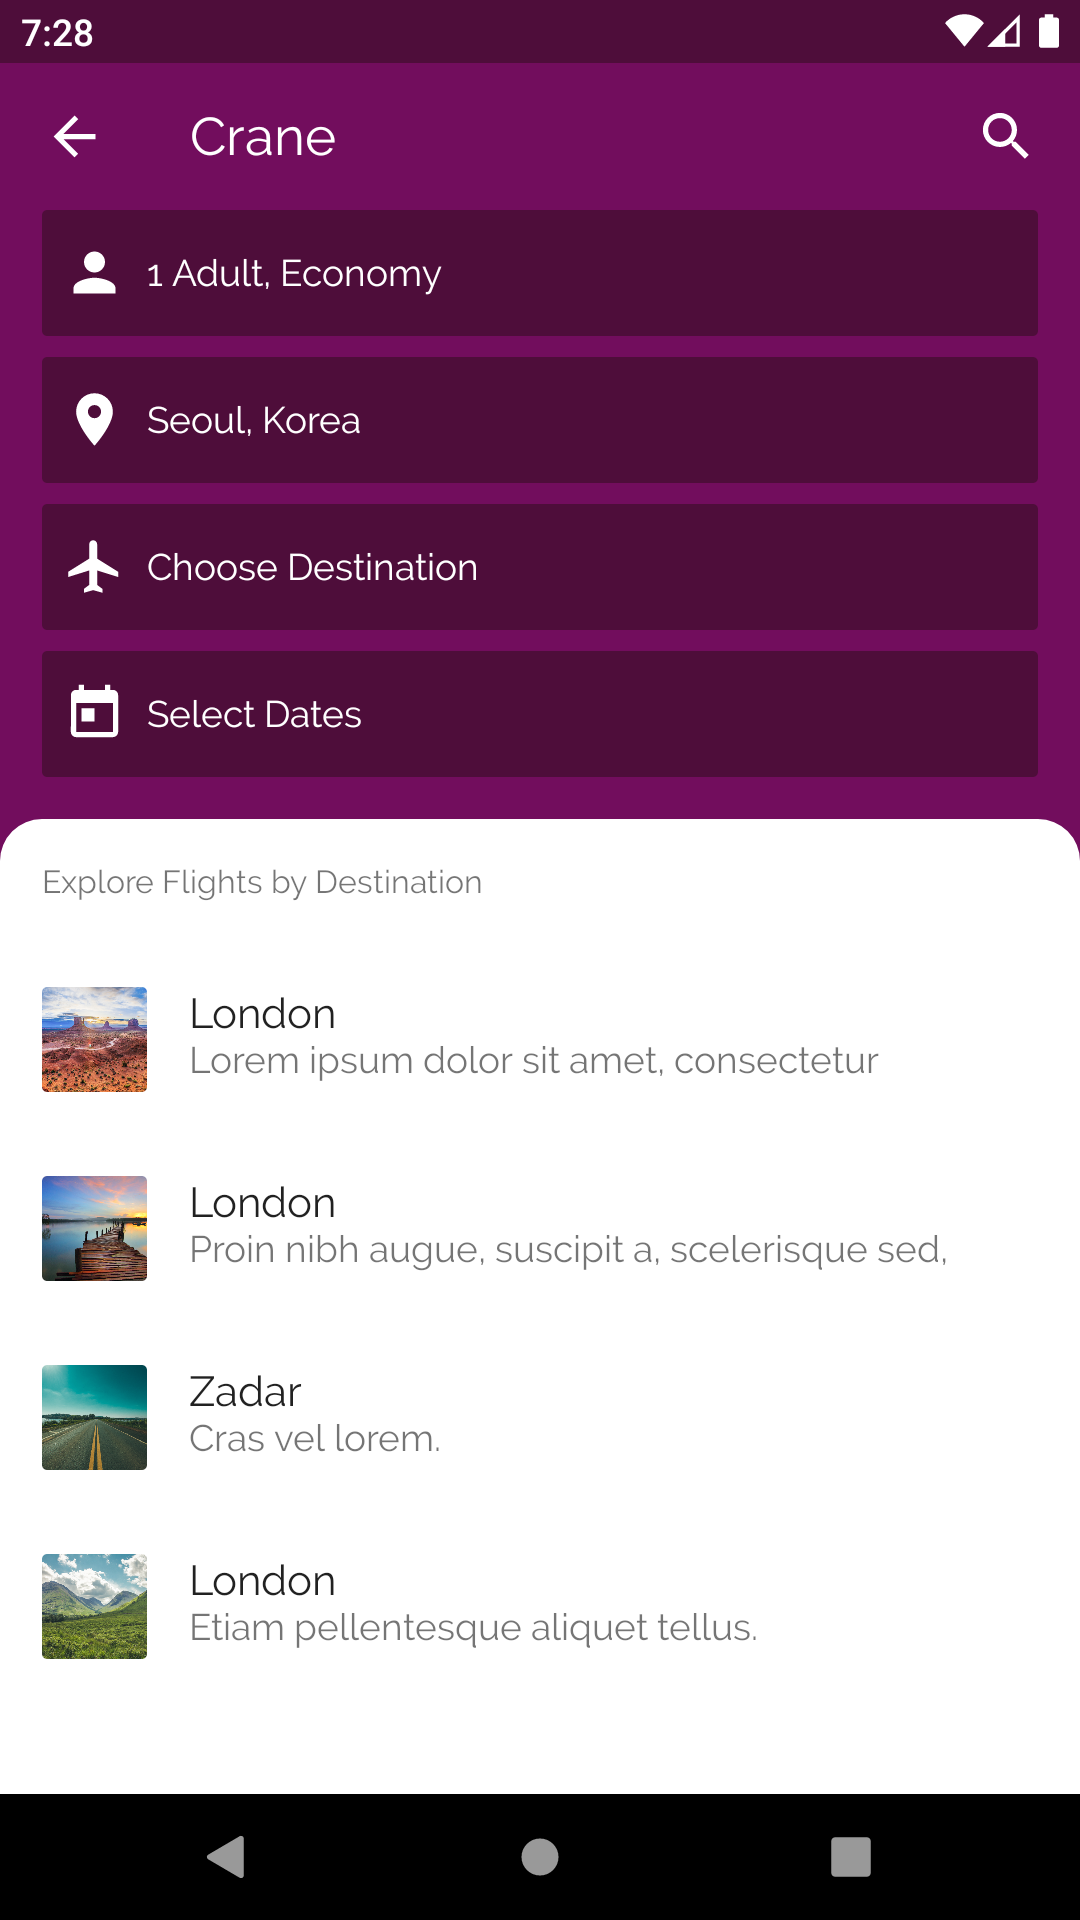 7:28
Crane
1 Adult, Economy
Seoul, Korea
Choose Destination
Select Dates
Explore Flights by Destination
London
Lorem ipsum dolor sit amet, consectetur
London
Proin nibh augue, suscipit a, scelerisque sed,
Zadar
Cras vel lorem.
London
Etiam pellentesque aliquet tellus.